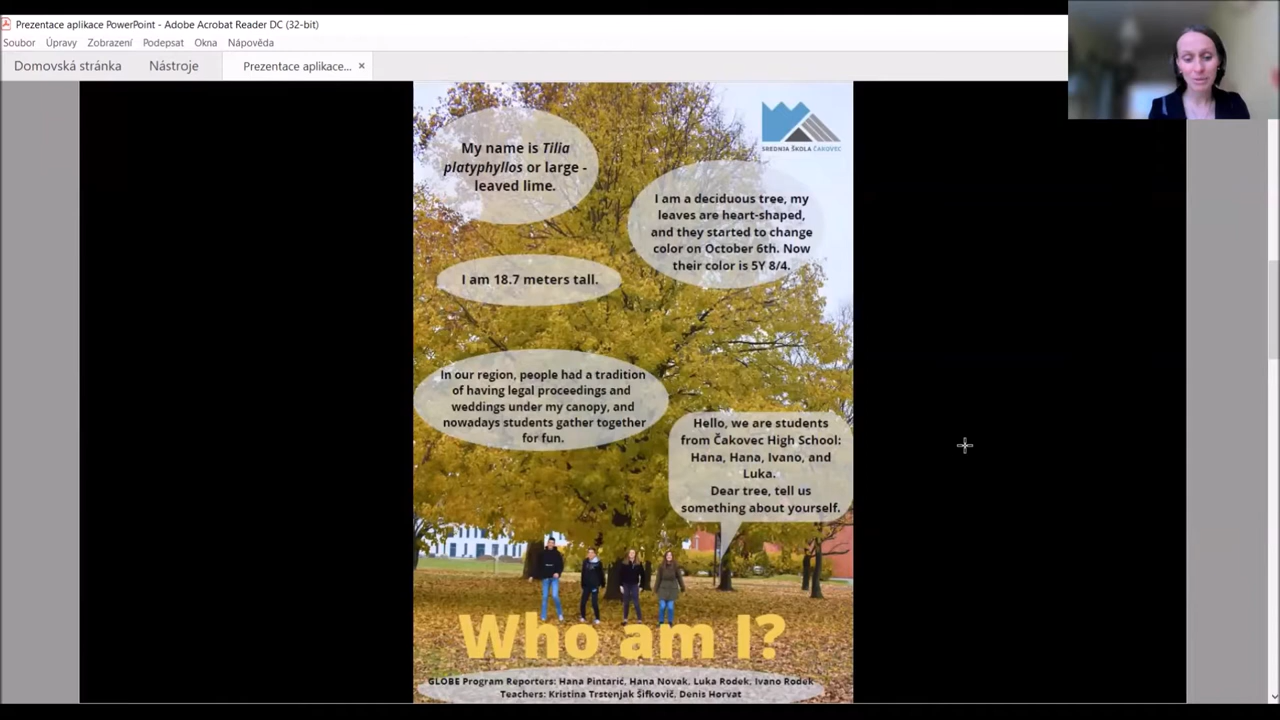 Prezentace aplikace PowerPoint - Adobe Acrobat Reader DC (32-bit)
Soubor Úpravy Zobrazení Podepsat Okna Nápověda
Domovská stránka Nástroje Prezentace aplikace... ×
SREDNJA ŠKOLA ČAKOVEC
My name is Tilia
platyphyllos or large -
leaved lime.
I am a deciduous tree, my
leaves are heart-shaped,
and they started to change
color on October 6th. Now
their color is 5Y 8/4.
I am 18.7 meters tall.
In our region, people had a tradition
of having legal proceedings and
weddings under my canopy, and
nowadays students gather together
for fun.
Hello, we are students
from Čakovec High School:
Hana, Hana, Ivano, and
Luka.
Dear tree, tell us
something about yourself.
Who am I?
GLOBE Program Reporters: Hana Pintarić, Hana Novak, Luka Rodek, Ivano Rodek
Teachers: Kristina Trstenjak Šifkovič, Denis Horvat